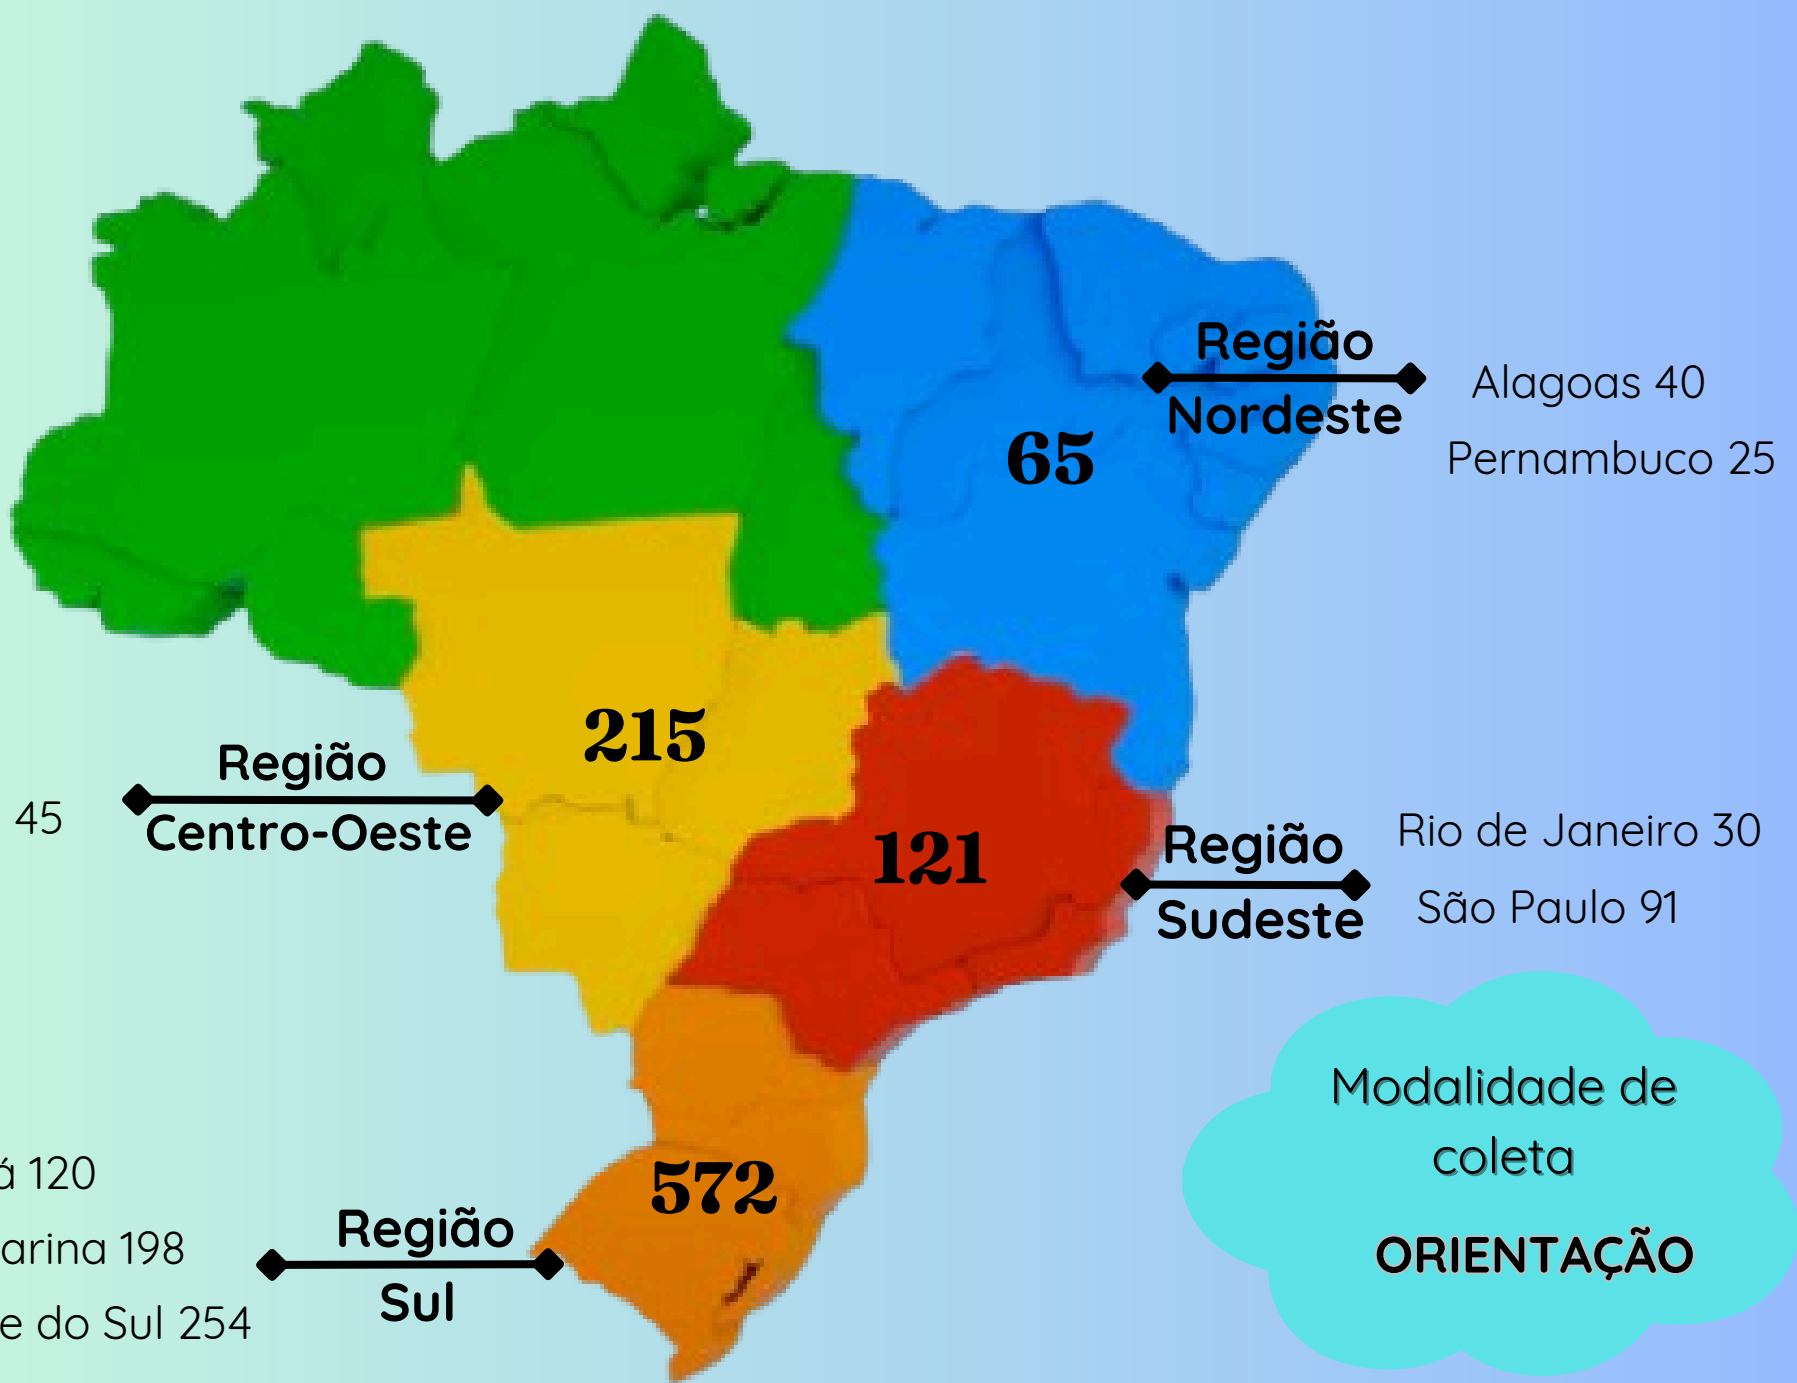 Região
Nordeste
Alagoas 40
Pernambuco 25
65
215
Região
Centro-Oeste
45
121
Região
Sudeste
Rio de Janeiro 30
São Paulo 91
Modalidade de
coleta
ORIENTAÇÃO
572
á 120
arina 198
e do Sul 254
Região
Sul